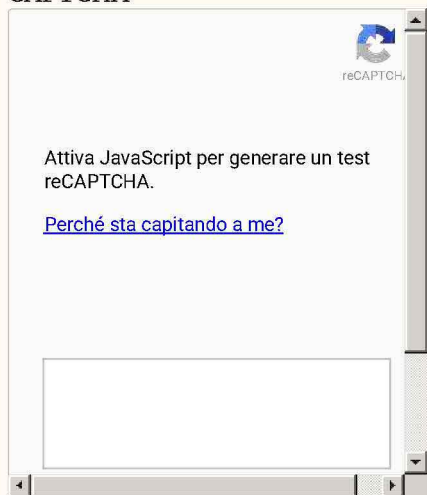 CAPTCHA
reCAPTCHA
Attiva JavaScript per generare un test
reCAPTCHA.
Perché sta capitando a me?